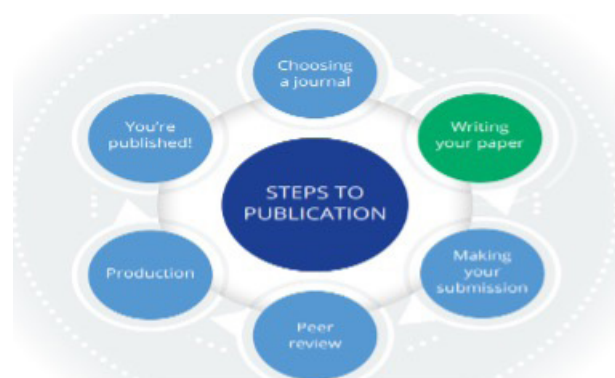 Choosing
a journal
Writing
your paper
Making
your
submission
Peer
review
Production
You're
published!
STEPS TO
PUBLICATION